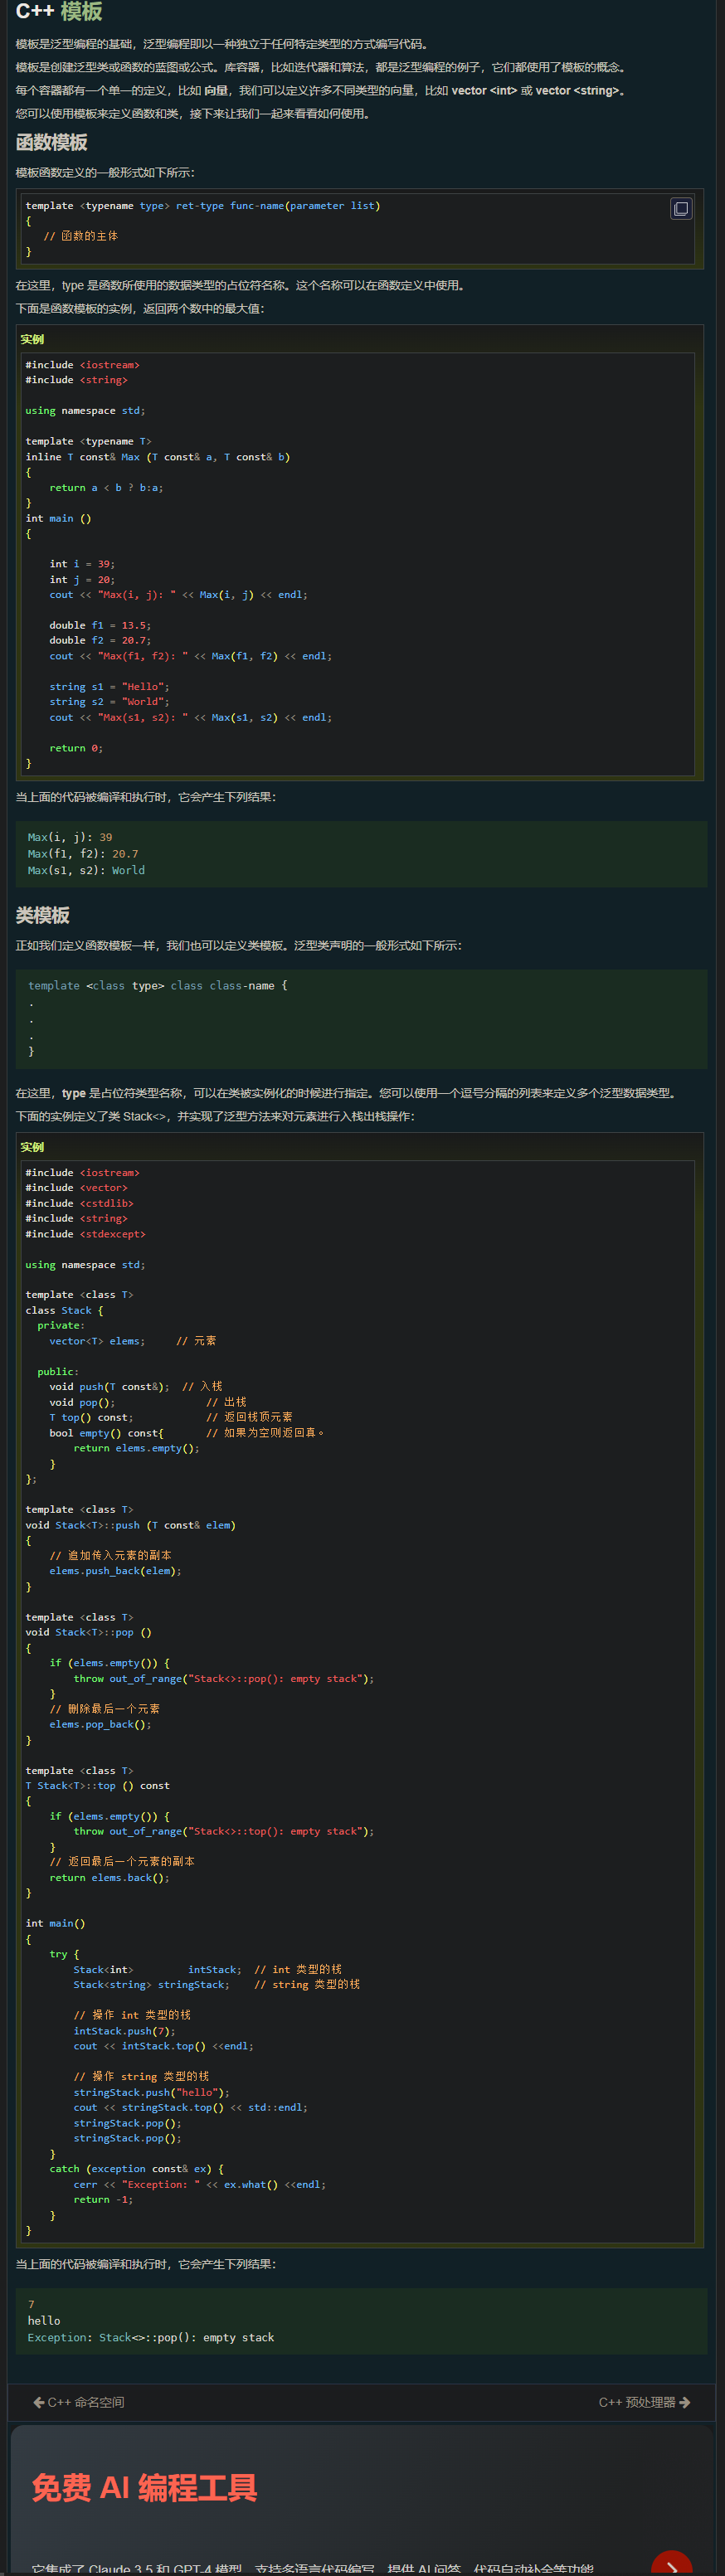 C++ 模板
模板是泛型编程的基础，泛型编程即以一种独立于任何特定类型的方式编写代码。
模板是创建泛型类或函数的蓝图或公式。库容器，比如迭代器和算法，都是泛型编程的例子，它们都使用了模板的概念。
每个容器都有一个单一的定义，比如 向量，我们可以定义许多不同类型的向量，比如 vector <int> 或 vector <string>。
您可以使用模板来定义函数和类，接下来让我们一起来看看如何使用。
函数模板
模板函数定义的一般形式如下所示：
template <typename type> ret-type func-name(parameter list)
{
   // 函数的主体
}
在这里，type 是函数所使用的数据类型的占位符名称。这个名称可以在函数定义中使用。
下面是函数模板的实例，返回两个数中的最大值：
实例
#include <iostream>
#include <string>

using namespace std;

template <typename T>
inline T const& Max (T const& a, T const& b)
{
    return a < b ? b:a;
}
int main ()
{

    int i = 39;
    int j = 20;
    cout << "Max(i, j): " << Max(i, j) << endl;

    double f1 = 13.5;
    double f2 = 20.7;
    cout << "Max(f1, f2): " << Max(f1, f2) << endl;

    string s1 = "Hello";
    string s2 = "World";
    cout << "Max(s1, s2): " << Max(s1, s2) << endl;

    return 0;
}
当上面的代码被编译和执行时，它会产生下列结果：
Max(i, j): 39
Max(f1, f2): 20.7
Max(s1, s2): World
类模板
正如我们定义函数模板一样，我们也可以定义类模板。泛型类声明的一般形式如下所示：
template <class type> class class-name {
.
.
.
}
在这里，type 是占位符类型名称，可以在类被实例化的时候进行指定。您可以使用一个逗号分隔的列表来定义多个泛型数据类型。
下面的实例定义了类 Stack<>，并实现了泛型方法来对元素进行入栈出栈操作：
实例
#include <iostream>
#include <vector>
#include <cstdlib>
#include <string>
#include <stdexcept>

using namespace std;

template <class T>
class Stack {
  private:
    vector<T> elems;     // 元素

  public:
    void push(T const&);  // 入栈
    void pop();               // 出栈
    T top() const;            // 返回栈顶元素
    bool empty() const{       // 如果为空则返回真。
        return elems.empty();
    }
};

template <class T>
void Stack<T>::push (T const& elem)
{
    // 追加传入元素的副本
    elems.push_back(elem);
}

template <class T>
void Stack<T>::pop ()
{
    if (elems.empty()) {
        throw out_of_range("Stack<>::pop(): empty stack");
    }
    // 删除最后一个元素
    elems.pop_back();
}

template <class T>
T Stack<T>::top () const
{
    if (elems.empty()) {
        throw out_of_range("Stack<>::top(): empty stack");
    }
    // 返回最后一个元素的副本
    return elems.back();
}

int main()
{
    try {
        Stack<int>         intStack;  // int 类型的栈
        Stack<string> stringStack;    // string 类型的栈

        // 操作 int 类型的栈
        intStack.push(7);
        cout << intStack.top() <<endl;

        // 操作 string 类型的栈
        stringStack.push("hello");
        cout << stringStack.top() << std::endl;
        stringStack.pop();
        stringStack.pop();
    }
    catch (exception const& ex) {
        cerr << "Exception: " << ex.what() <<endl;
        return -1;
    }
}
当上面的代码被编译和执行时，它会产生下列结果：
7
hello
Exception: Stack<>::pop(): empty stack
C++ 命名空间 C++ 预处理器
免费 AI 编程工具
它集成了 Claude 3.5 和 GPT-4 模型，支持多语言代码编写，提供 AI 问答、代码自动补全等功能